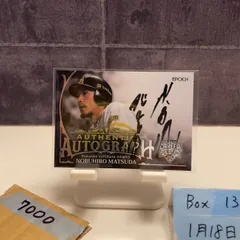 EPOCH
AUTHENTIC
AUTOGRAPH
NOBUHIRO MATSUDA
7000
Box 13
1月18日